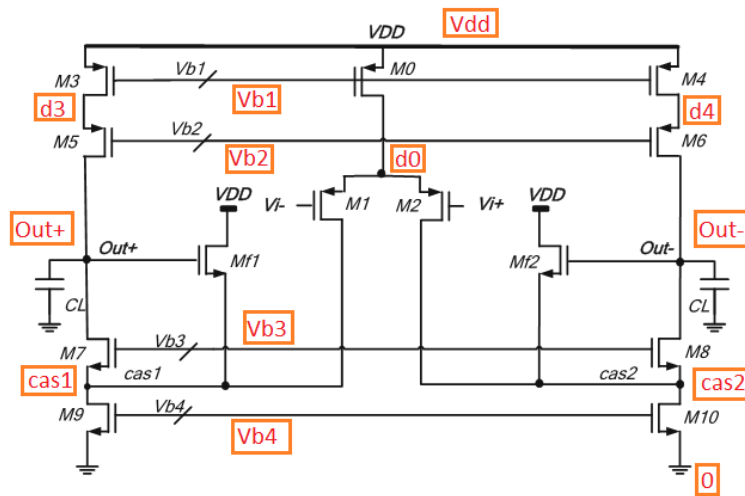 VDD Vdd
M3 Vb1 M0 M4
d3 Vb1 d4
M5 Vb2 M6
Vb2 d0
VDD Vi- M1 M2 Vi+ VDD
Out+ Out+ Mf1 Mf2 Out- Out-
CL CL
M7 Vb3 Vb3 M8
cas1 cas1 cas2 cas2
M9 Vb4 M10
Vb4
0